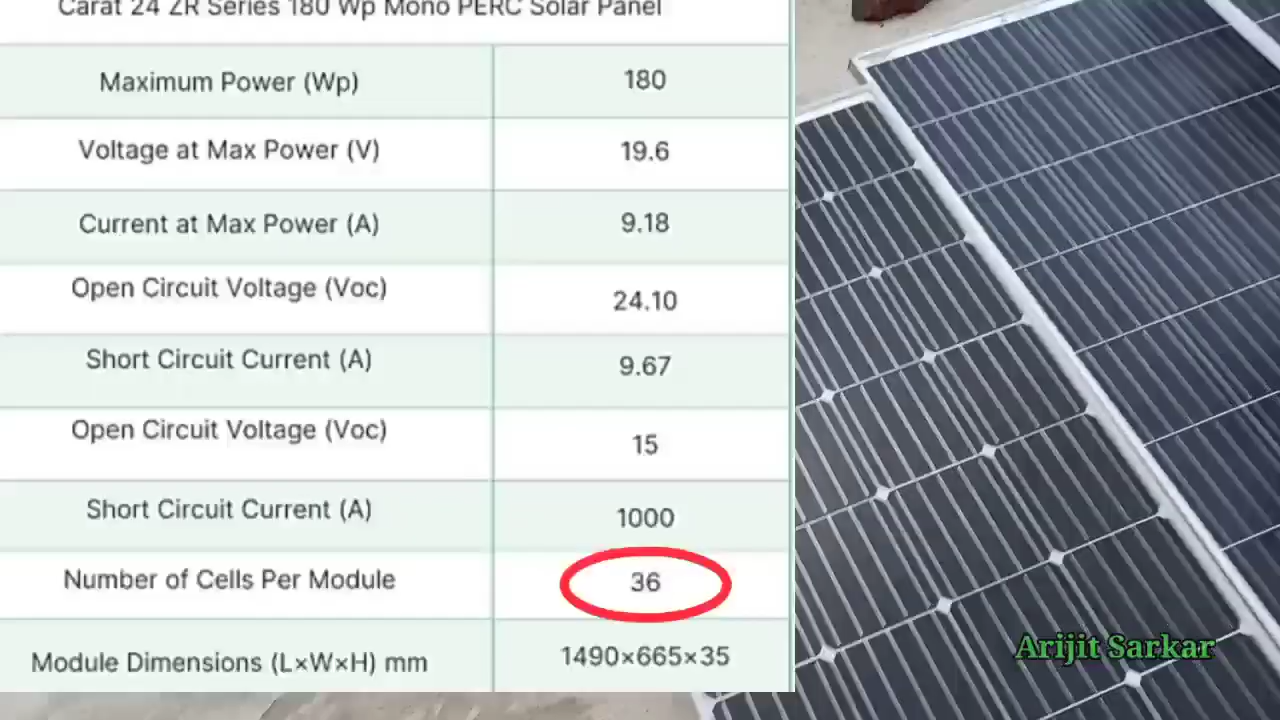 Carat 24 ZR Series 180 Wp Mono PERC Solar Panel
Maximum Power (Wp) 180
Voltage at Max Power (V) 19.6
Current at Max Power (A) 9.18
Open Circuit Voltage (Voc) 24.10
Short Circuit Current (A) 9.67
Open Circuit Voltage (Voc) 15
Short Circuit Current (A) 1000
Number of Cells Per Module 36
Module Dimensions (L×W×H) mm 1490×665×35
Arijit Sarkar